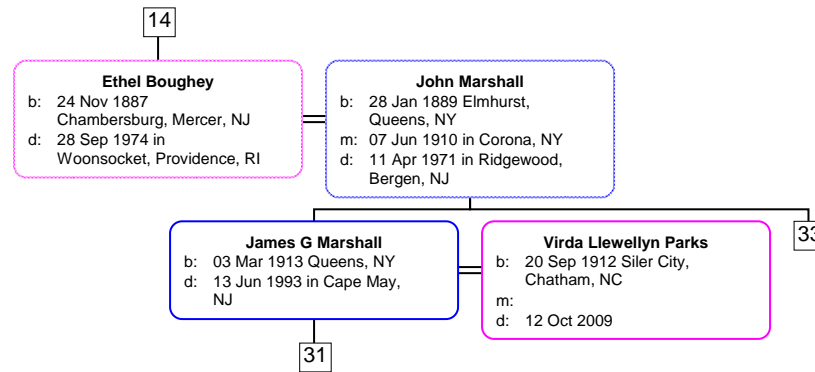 14
Ethel Boughey
b: 24 Nov 1887
Chambersburg, Mercer, NJ
d: 28 Sep 1974 in
Woonsocket, Providence, RI
John Marshall
b: 28 Jan 1889 Elmhurst,
Queens, NY
m: 07 Jun 1910 in Corona, NY
d: 11 Apr 1971 in Ridgewood,
Bergen, NJ
33
James G Marshall
b: 03 Mar 1913 Queens, NY
d: 13 Jun 1993 in Cape May,
NJ
Virda Llewellyn Parks
b: 20 Sep 1912 Siler City,
Chatham, NC
m:
d: 12 Oct 2009
31